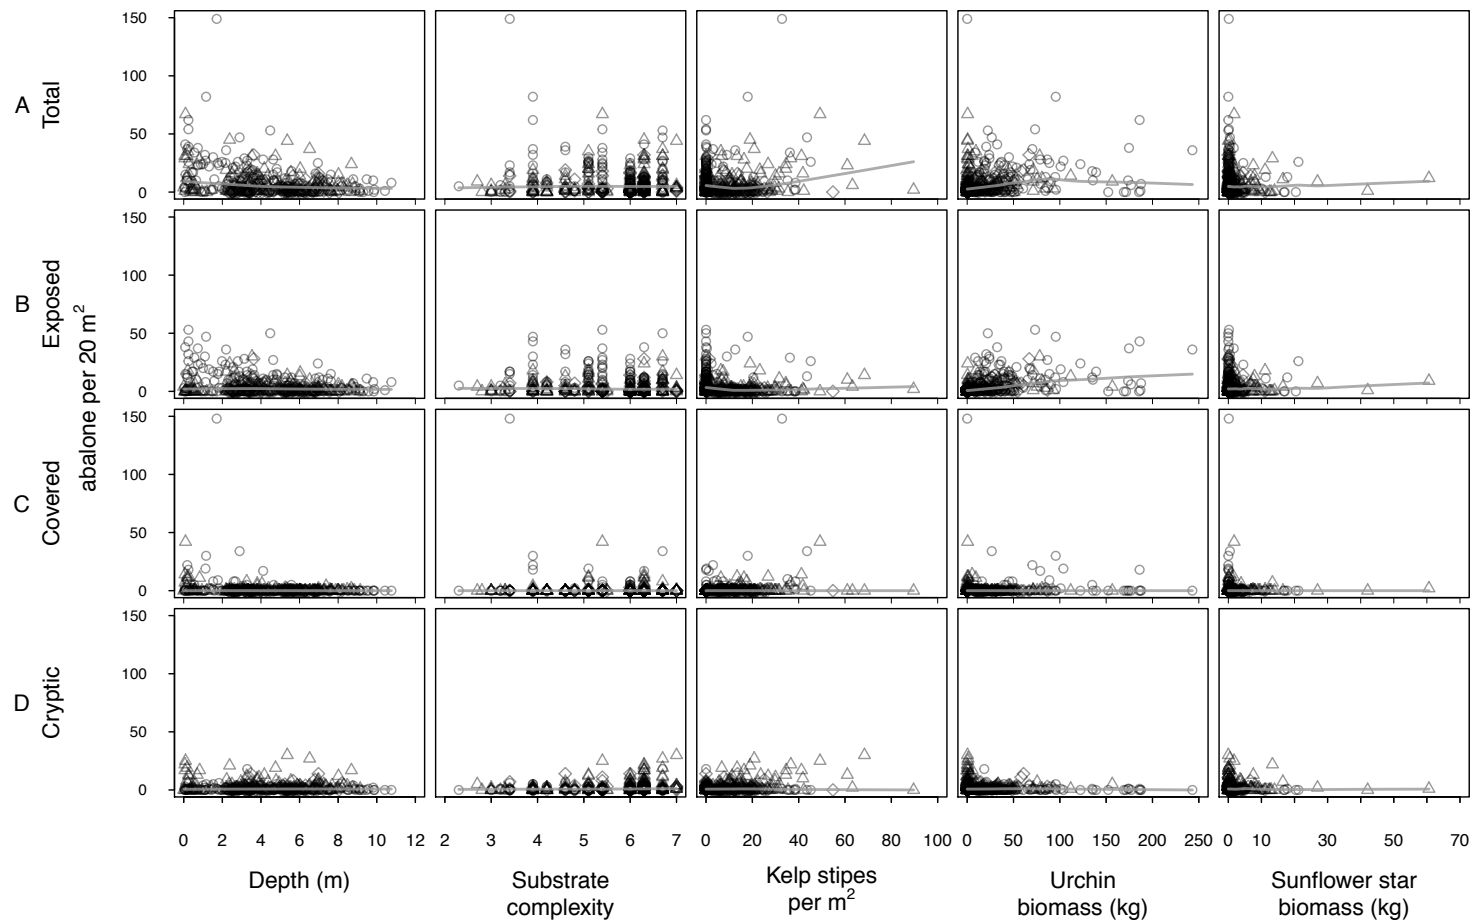 A
Total
150
100
50
0
B
Exposed
abalone per 20 m²
150
100
50
0
C
Covered
150
100
50
0
D
Cryptic
150
100
50
0
0 2 4 6 8 10 12
2 3 4 5 6 7
0 20 40 60 80 100
0 50 100 150 200 250
0 10 30 50 70
Depth (m)
Substrate
complexity
Kelp stipes
per m²
Urchin
biomass (kg)
Sunflower star
biomass (kg)